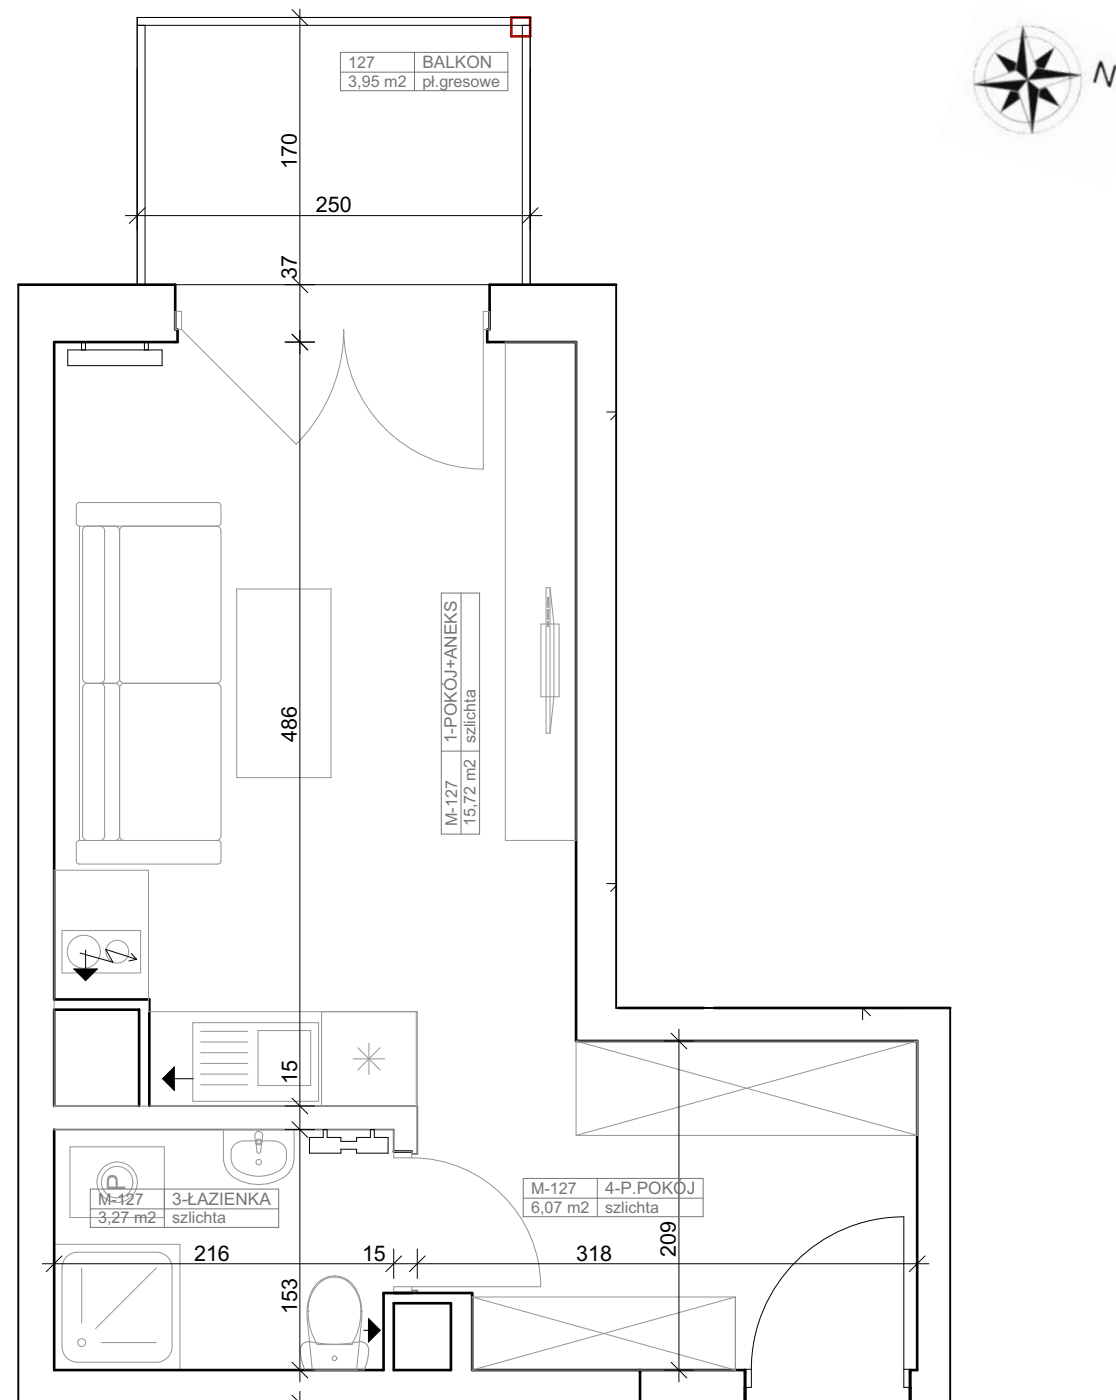 N
127 BALKON
3,95 m2 pł.gresowe
170
250
37
486
M-127 1-POKÓJ+ANEKS
15,72 m2 szlichta
15
P
M-127 3-ŁAZIENKA
3,27 m2 szlichta
M-127 4-P.POKÓJ
6,07 m2 szlichta
216
15
318
209
153